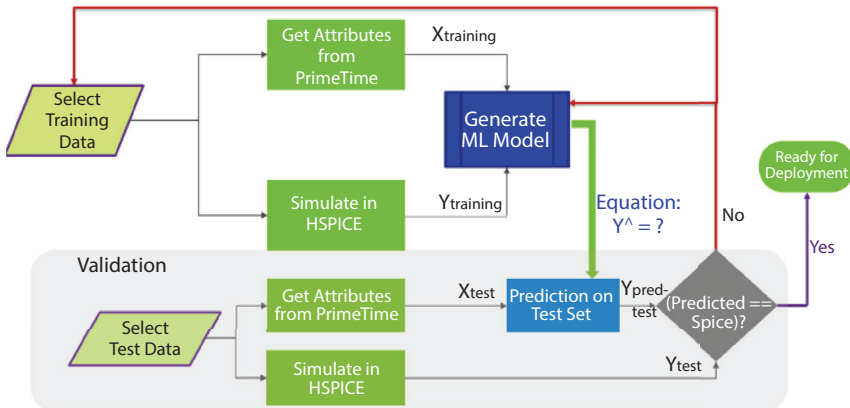 Get Attributes
from
PrimeTime
Xtraining
Select
Training
Data
Generate
ML Model
Ready for
Deployment
Simulate in
HSPICE
Ytraining
Equation:
Y^ = ?
No
Yes
Validation
Get Attributes
from PrimeTime
Xtest
Prediction on
Test Set
Ypred-
test
(Predicted ==
Spice)?
Select
Test Data
Simulate in
HSPICE
Ytest